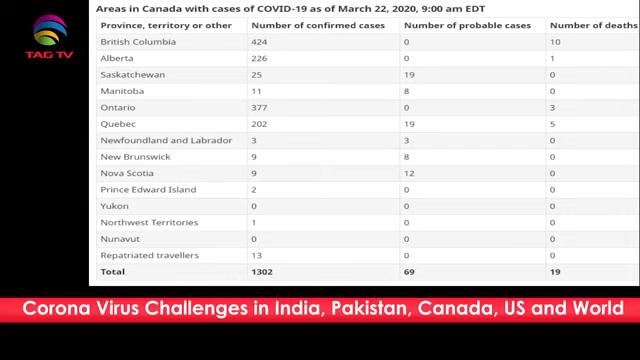 Areas in Canada with cases of COVID-19 as of March 22, 2020, 9:00 am EDT
Province, territory or other Number of confirmed cases Number of probable cases Number of deaths
British Columbia 424 0 10
Alberta 226 0 1
Saskatchewan 25 19 0
Manitoba 11 8 0
Ontario 377 0 3
Quebec 202 19 5
Newfoundland and Labrador 3 3 0
New Brunswick 9 8 0
Nova Scotia 9 12 0
Prince Edward Island 2 0 0
Yukon 0 0 0
Northwest Territories 1 0 0
Nunavut 0 0 0
Repatriated travellers 13 0 0
Total 1302 69 19
TAG TV
Corona Virus Challenges in India, Pakistan, Canada, US and World